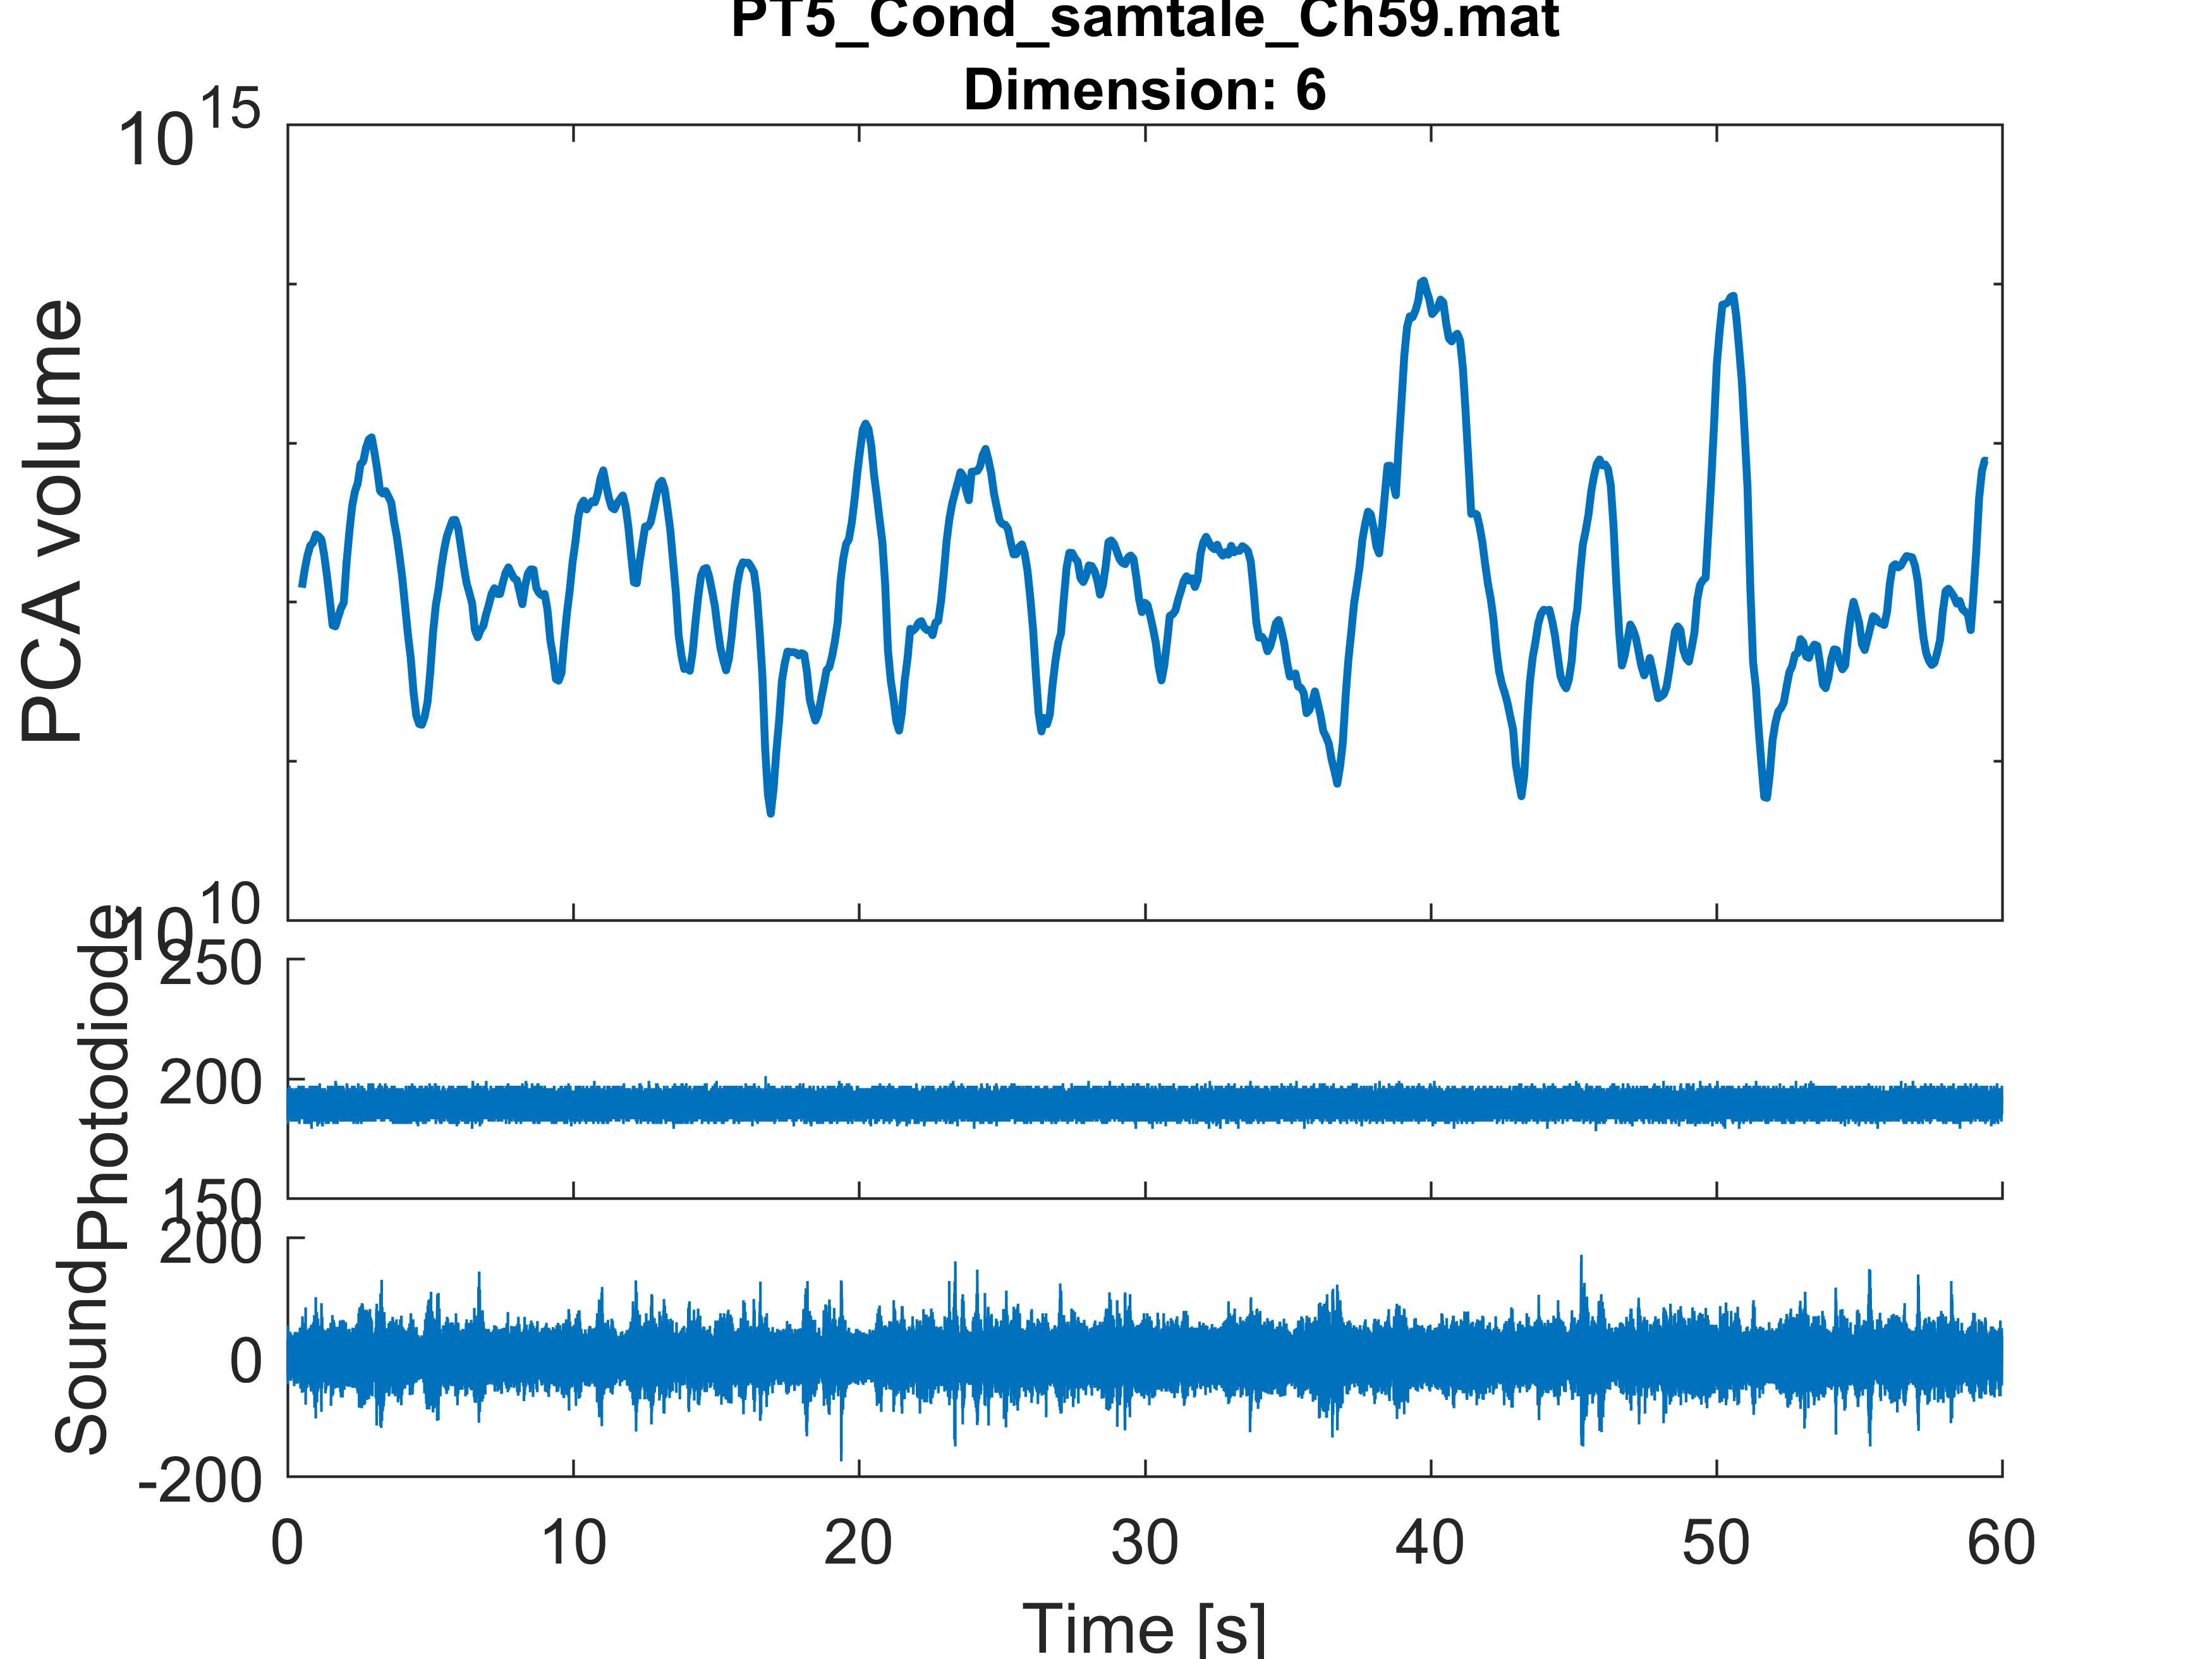 PT5_Cond_samtale_Ch59.mat
Dimension: 6
10^15
PCA volume
10^10
250
Photodiode
200
150
200
Sound
0
-200
0 10 20 30 40 50 60
Time [s]